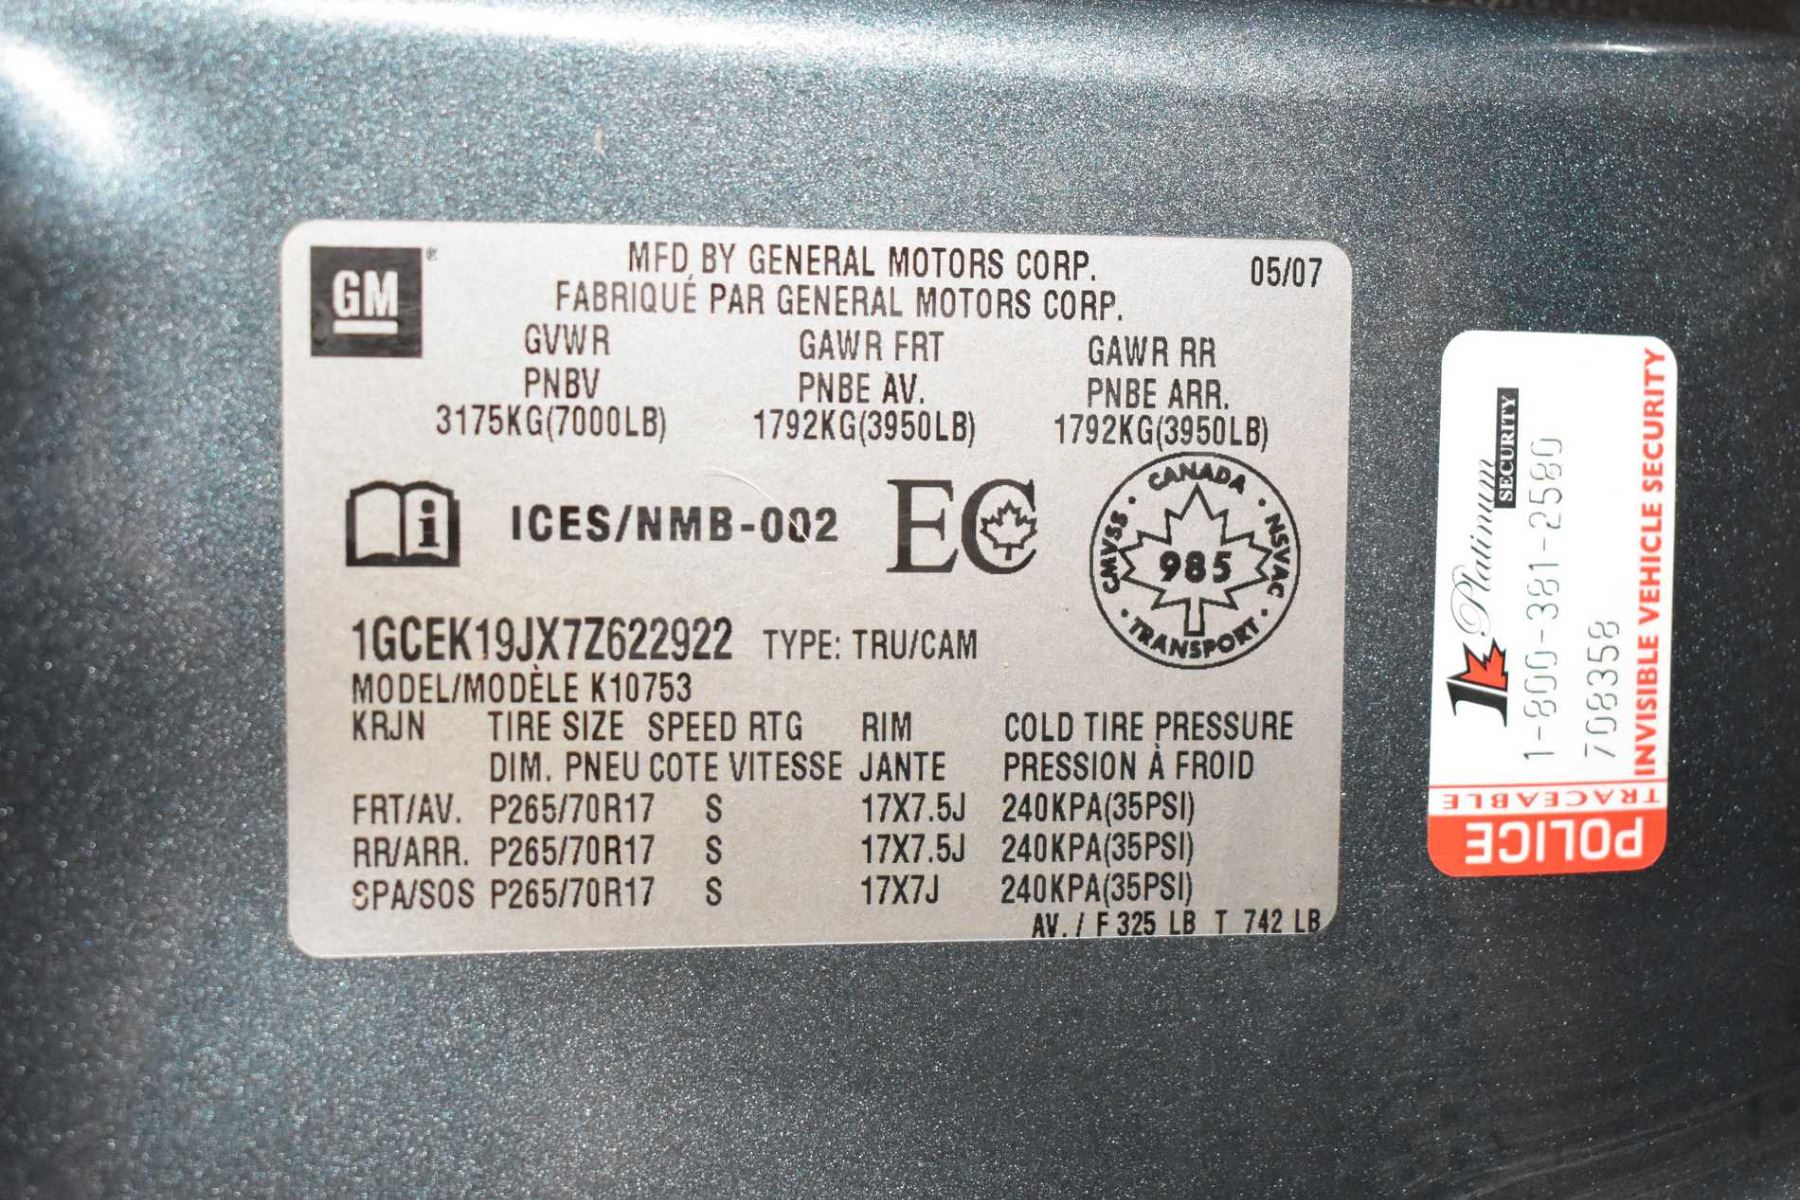 GM®
MFD BY GENERAL MOTORS CORP. 05/07
FABRIQUÉ PAR GENERAL MOTORS CORP.
GVWR GAWR FRT GAWR RR
PNBV PNBE AV. PNBE ARR.
3175KG(7000LB) 1792KG(3950LB) 1792KG(3950LB)
i ICES/NMB-002 EC
CANADA
CMVSS 985 NSVAC
TRANSPORT
1GCEK19JX7Z622922 TYPE: TRU/CAM
MODEL/MODÈLE K10753
KRJN TIRE SIZE SPEED RTG RIM COLD TIRE PRESSURE
DIM. PNEU COTE VITESSE JANTE PRESSION À FROID
FRT/AV. P265/70R17 S 17X7.5J 240KPA(35PSI)
RR/ARR. P265/70R17 S 17X7.5J 240KPA(35PSI)
SPA/SOS P265/70R17 S 17X7J 240KPA(35PSI)
AV. / F 325 LB T 742 LB
1K Platinum
SECURITY
1-800-381-2580
708358
INVISIBLE VEHICLE SECURITY
TRACEABLE
POLICE